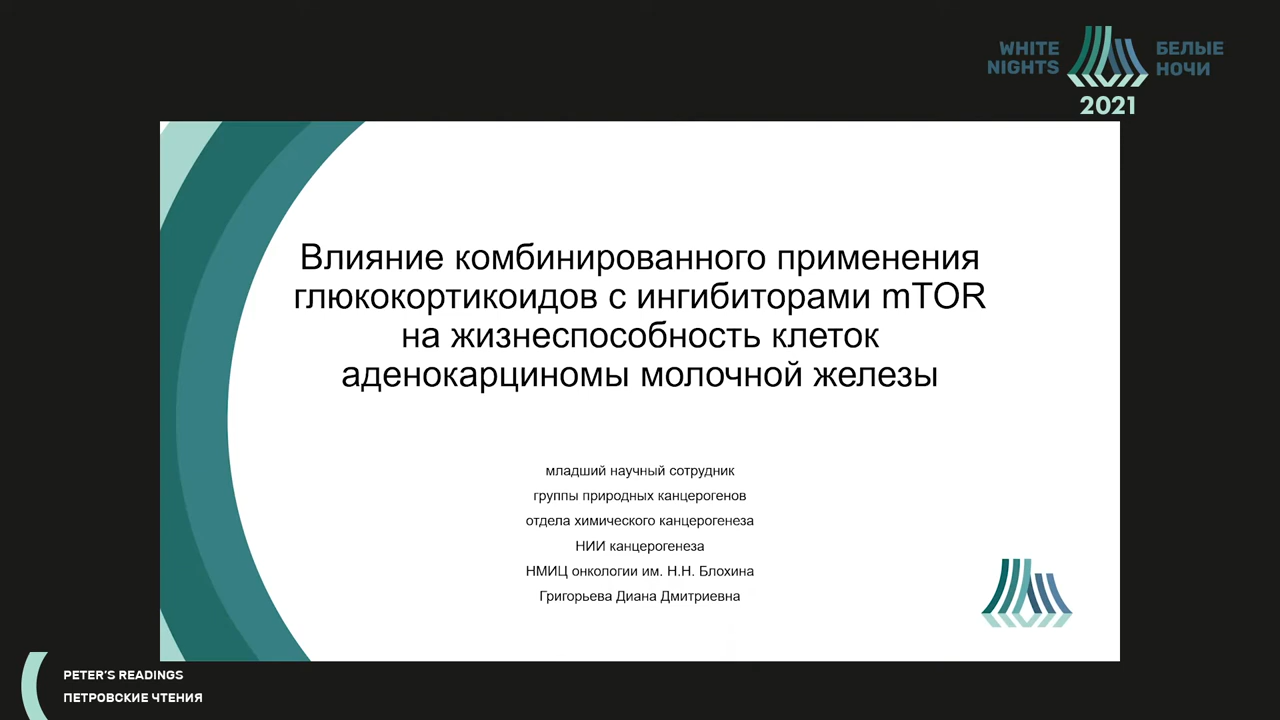 WHITE
NIGHTS
БЕЛЫЕ
НОЧИ
2021
Влияние комбинированного применения
глюкокортикоидов с ингибиторами mTOR
на жизнеспособность клеток
аденокарциномы молочной железы
младший научный сотрудник
группы природных канцерогенов
отдела химического канцерогенеза
НИИ канцерогенеза
НМИЦ онкологии им. Н.Н. Блохина
Григорьева Диана Дмитриевна
PETER'S READINGS
ПЕТРОВСКИЕ ЧТЕНИЯ